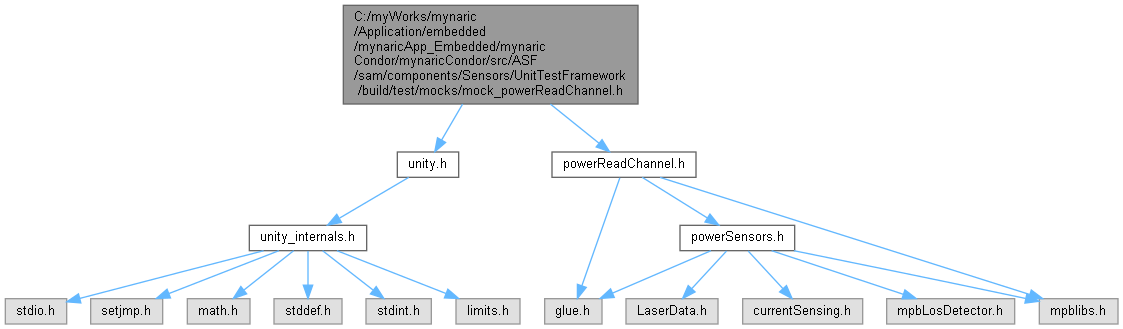 C:/myWorks/mynaric
/Application/embedded
/mynaricApp_Embedded/mynaric
Condor/mynaricCondor/src/ASF
/sam/components/Sensors/UnitTestFramework
/build/test/mocks/mock_powerReadChannel.h
unity.h
powerReadChannel.h
unity_internals.h
powerSensors.h
stdio.h
setjmp.h
math.h
stddef.h
stdint.h
limits.h
glue.h
LaserData.h
currentSensing.h
mpbLosDetector.h
mpblibs.h